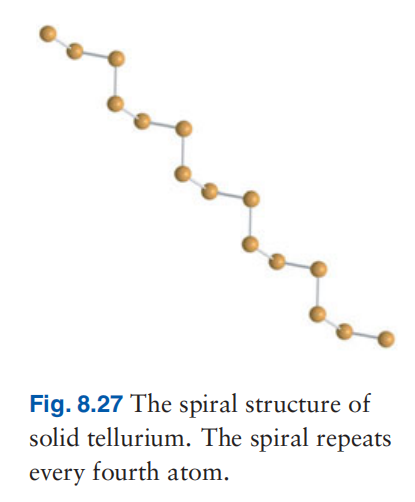 Fig. 8.27 The spiral structure of
solid tellurium. The spiral repeats
every fourth atom.